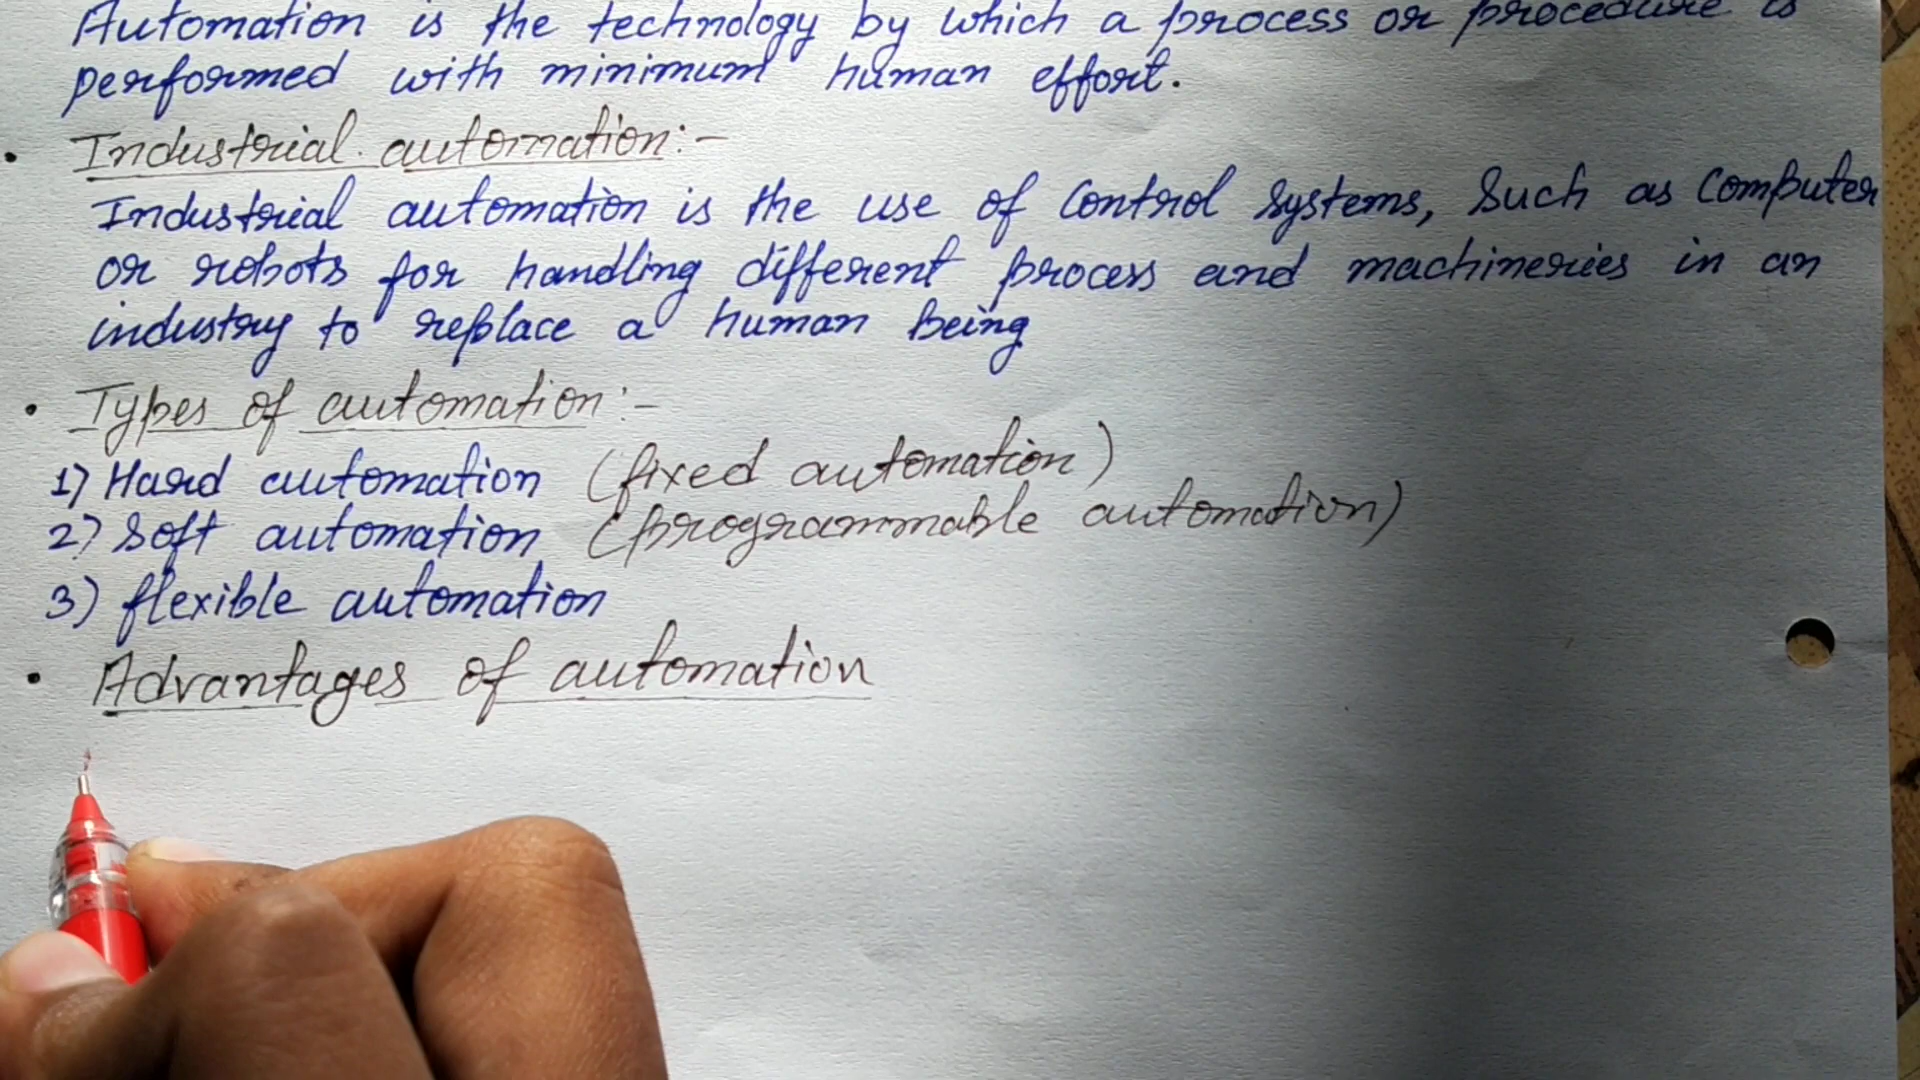 Automation is the technology by which a process or procedure is
performed with minimum human effort.
• Industrial automation:-
Industrial automation is the use of Control Systems, Such as Computer
or robots for handling different process and machineries in an
industry to replace a human Being
• Types of automation:-
1) Hard automation (fixed automation)
2) Soft automation (programmable automation)
3) flexible automation
• Advantages of automation